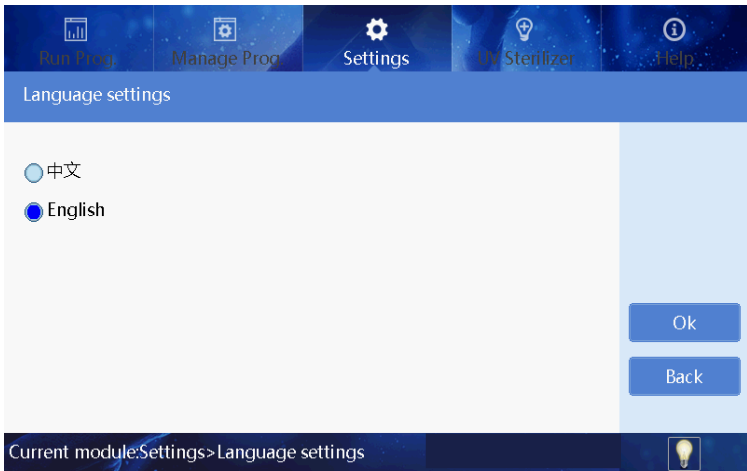 Run Prog.
Manage Prog.
Settings
UV Sterilizer
Help
Language settings
中文
English
Ok
Back
Current module:Settings>Language settings